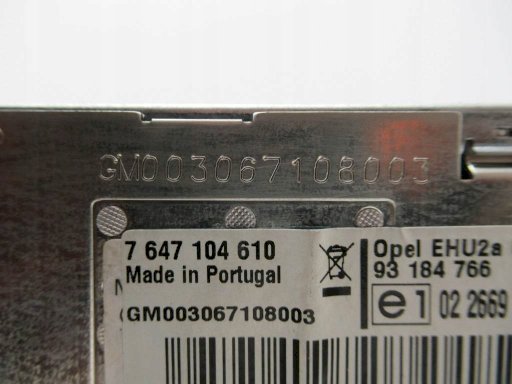 GM003067108003
7 647 104 610
Made in Portugal
GM003067108003
Opel EHU2a
93 184 766
e1 02 2669